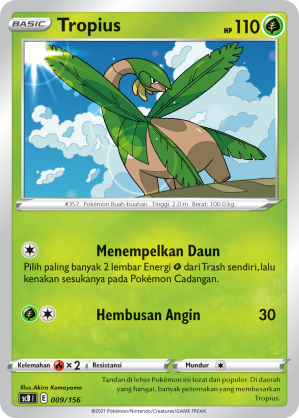 BASIC Tropius HP 110
#357 Pokémon Buah-buahan Tinggi: 2.0 m Berat: 100.0 kg
Menempelkan Daun
Pilih paling banyak 2 lembar Energi dari Trash sendiri, lalu
kenakan sesukanya pada Pokémon Cadangan.
Hembusan Angin 30
Kelemahan ×2 Resistansi Mundur
Illus. Akira Komayama
E 009/156
Tandan di leher Pokémon ini lezat dan populer. Di daerah
yang hangat, banyak peternakan yang membesarkan
Tropius.
©2021 Pokémon/Nintendo/Creatures/GAME FREAK